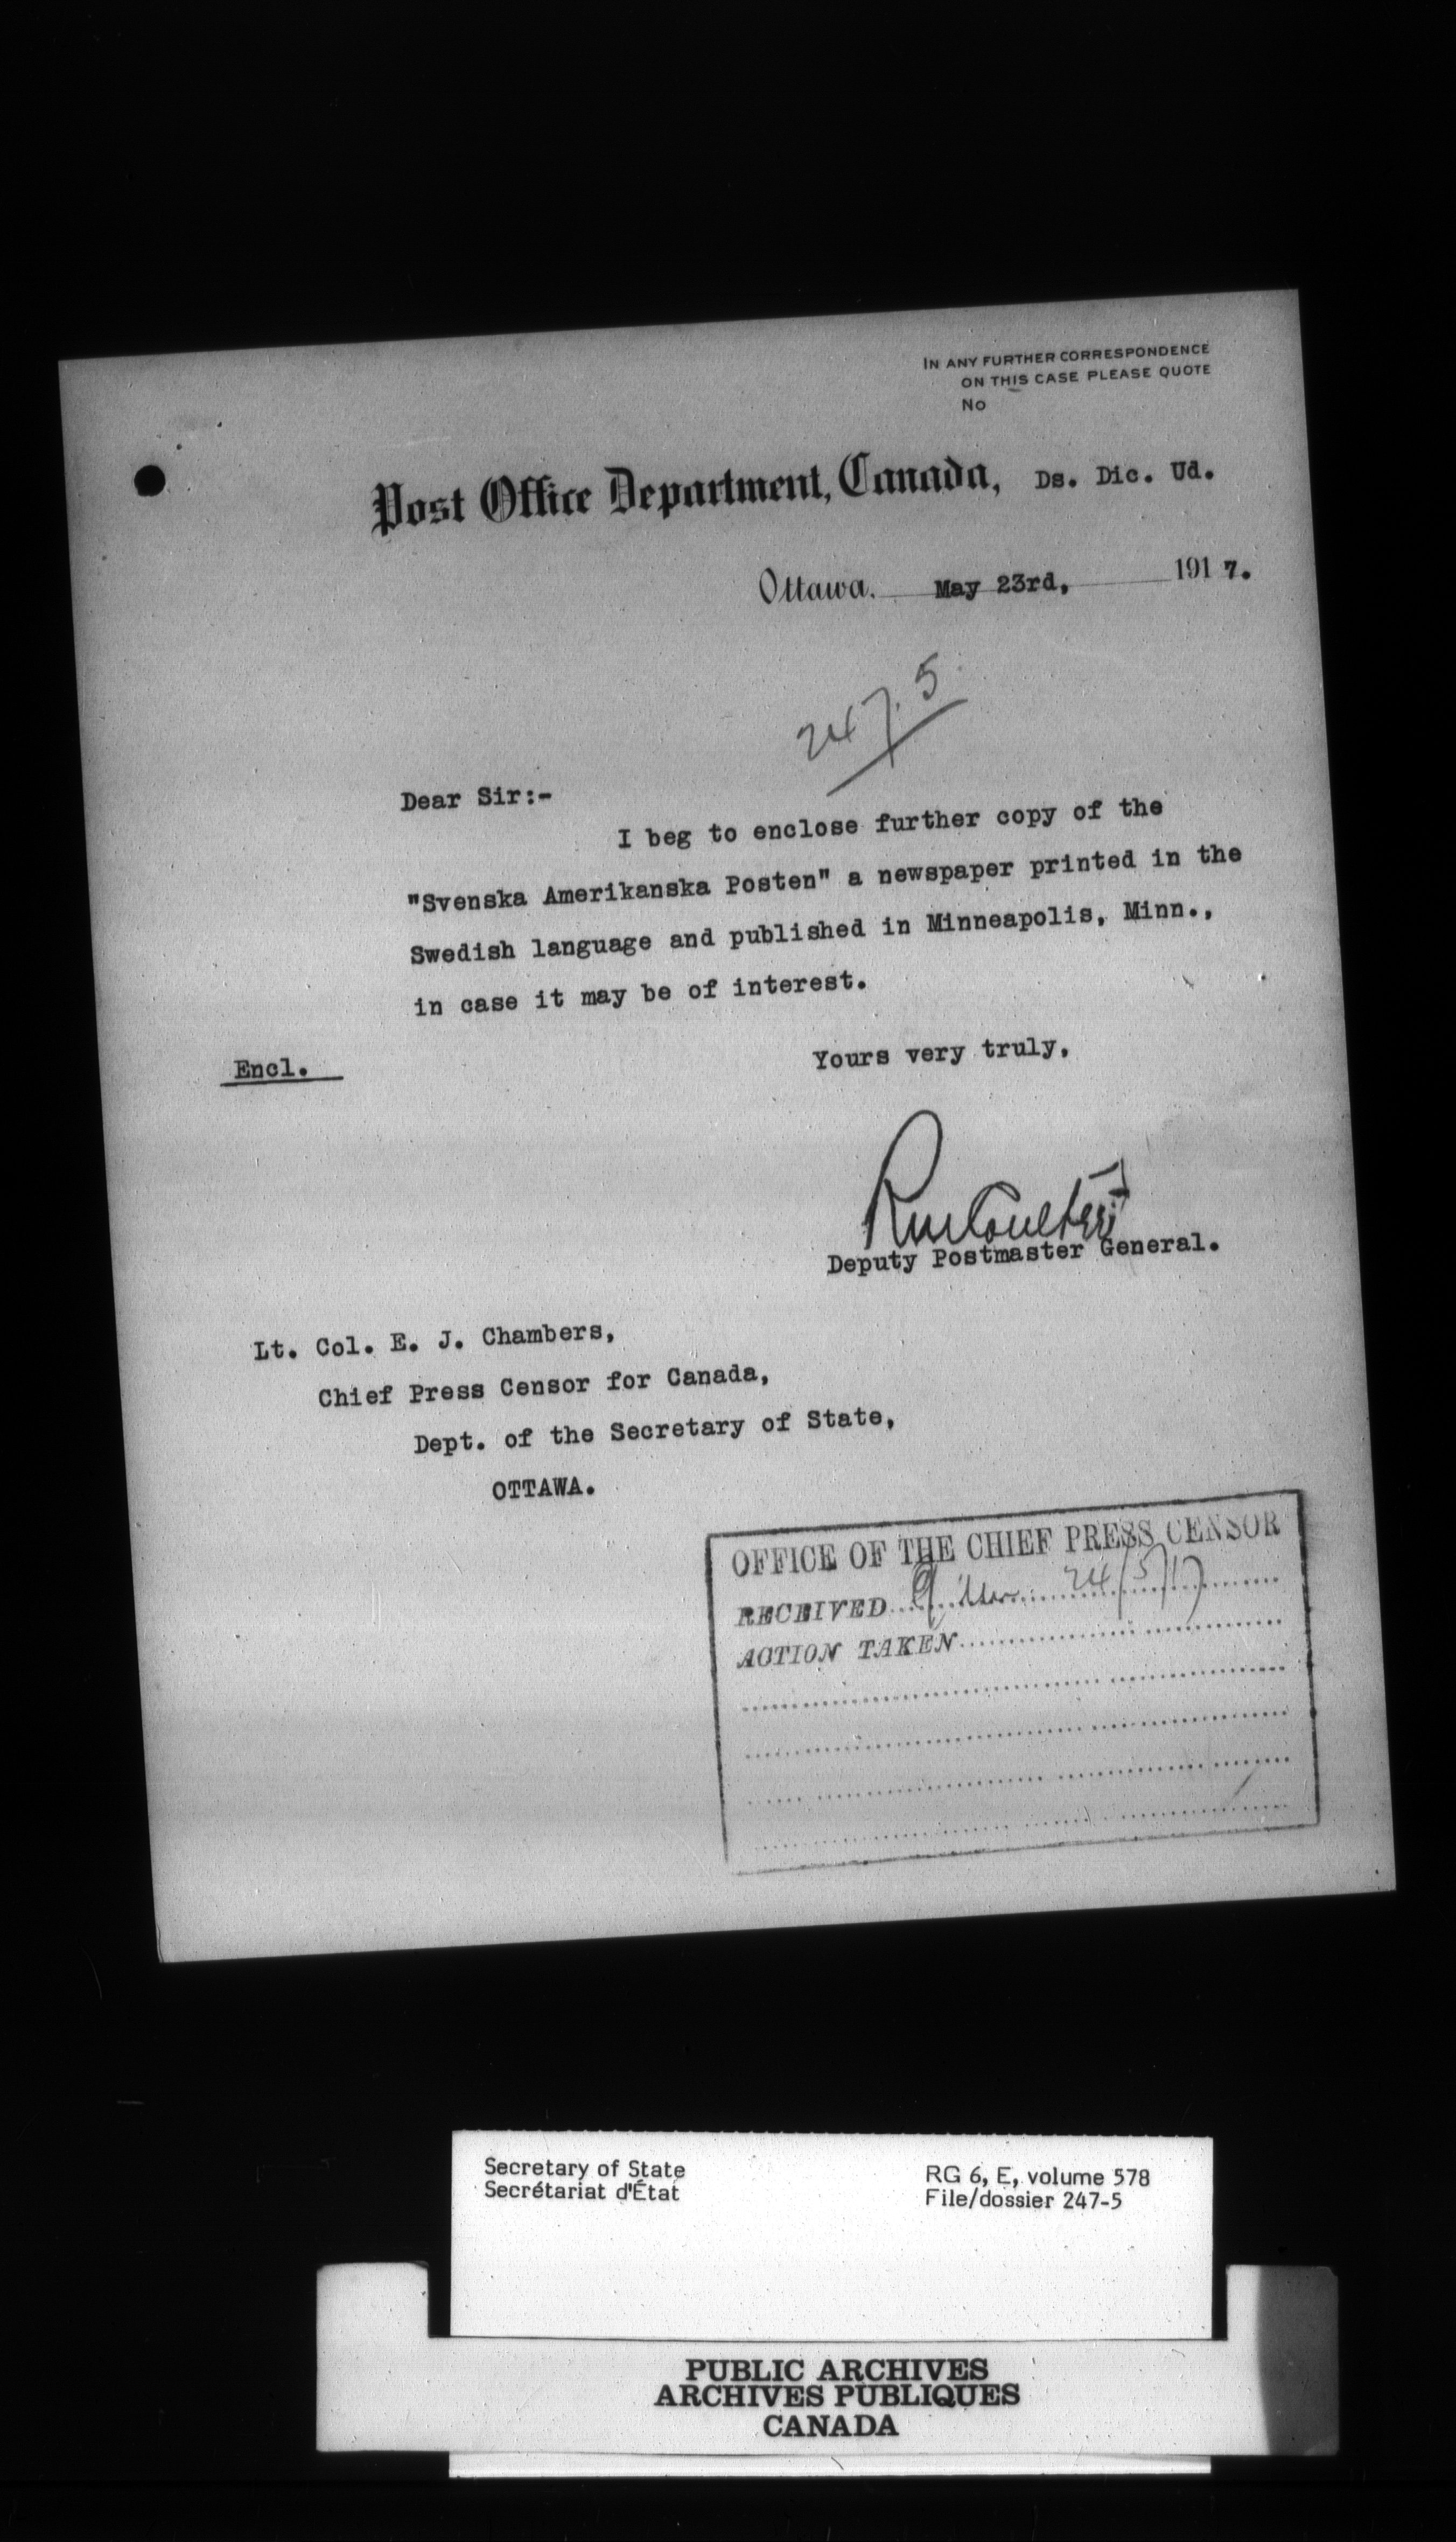 IN ANY FURTHER CORRESPONDENCE
ON THIS CASE PLEASE QUOTE
No
Post Office Department, Canada, Ds. Dic. Ud.
Ottawa. May 23rd, 1917.
247.5
Dear Sir:-
I beg to enclose further copy of the
"Svenska Amerikanska Posten" a newspaper printed in the
Swedish language and published in Minneapolis, Minn.,
in case it may be of interest.
Encl.
Yours very truly,
RmCoulter
Deputy Postmaster General.
Lt. Col. E. J. Chambers,
Chief Press Censor for Canada,
Dept. of the Secretary of State,
OTTAWA.
OFFICE OF THE CHIEF PRESS CENSOR
RECEIVED 24/5/17
ACTION TAKEN
Secretary of State
Secrétariat d'État
RG 6, E, volume 578
File/dossier 247-5
PUBLIC ARCHIVES
ARCHIVES PUBLIQUES
CANADA